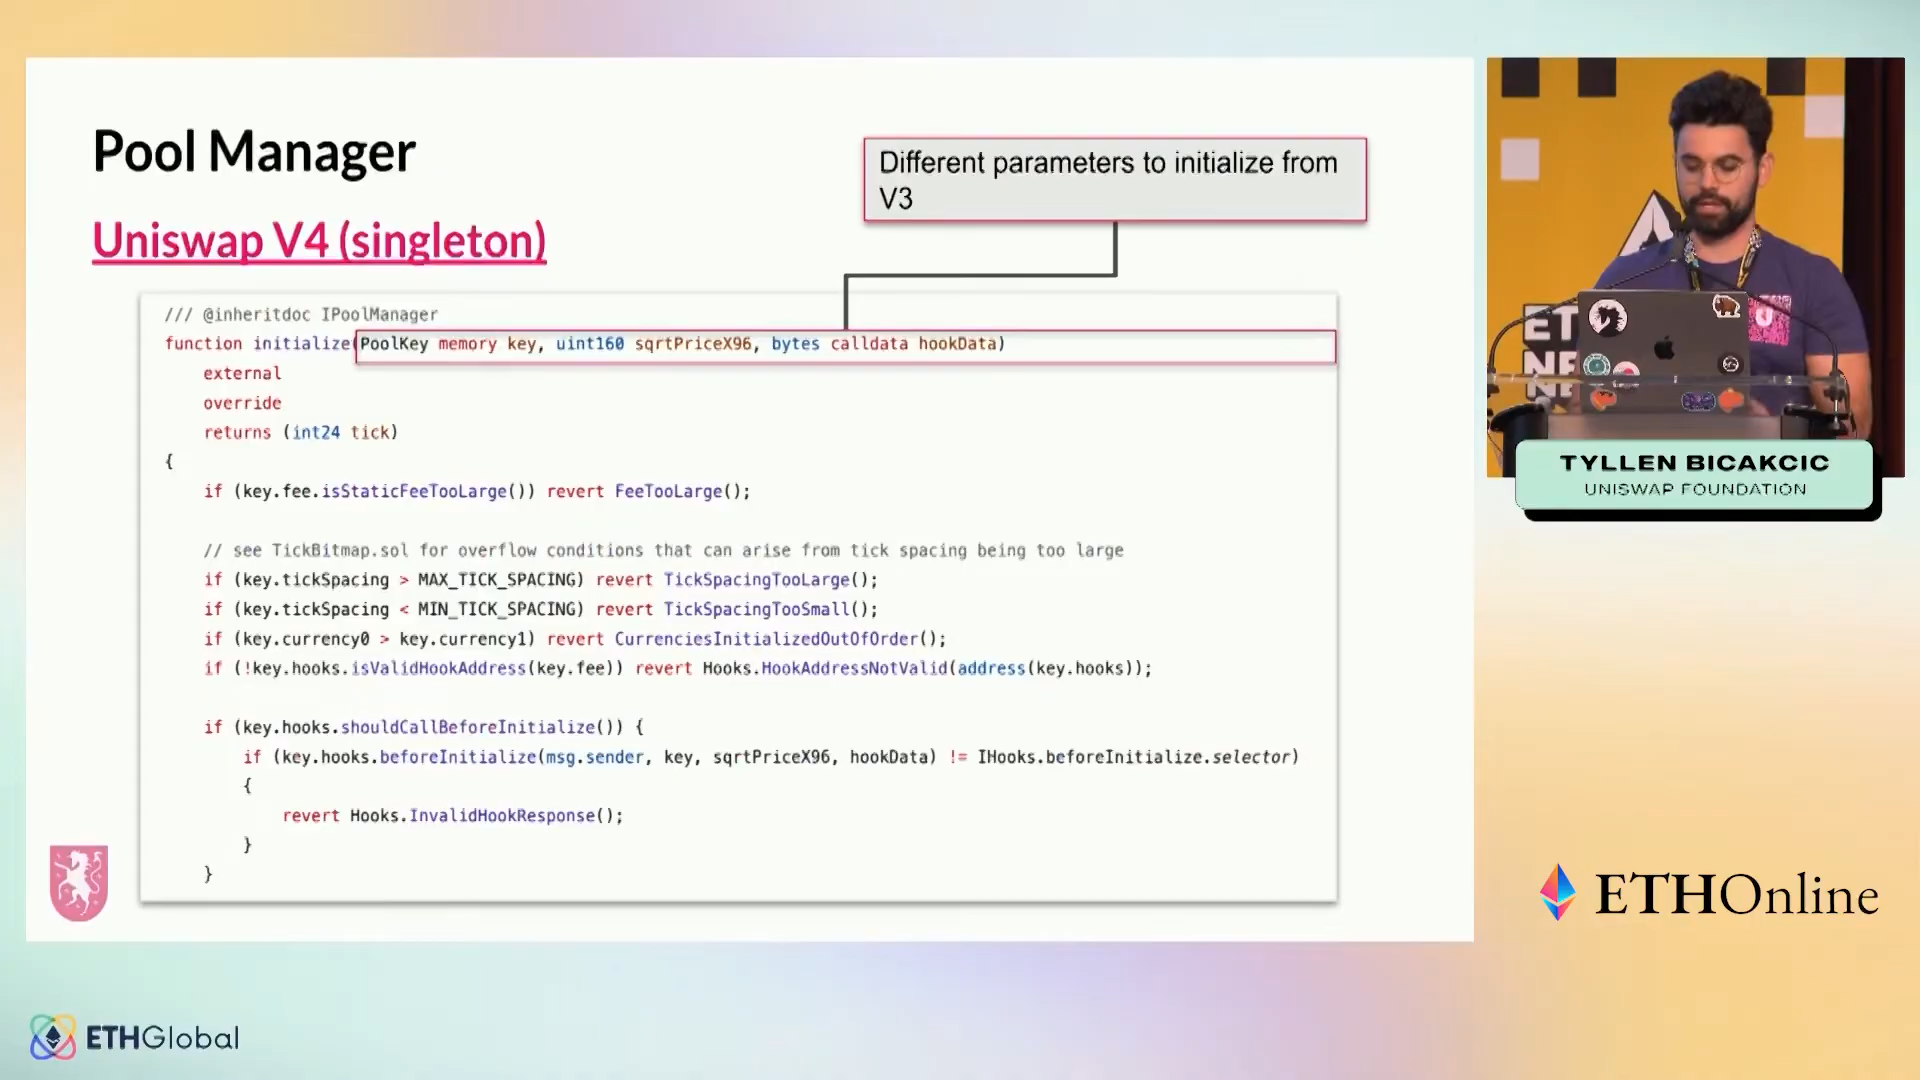 Pool Manager
Uniswap V4 (singleton)
Different parameters to initialize from
V3
/// @inheritdoc IPoolManager
function initialize(PoolKey memory key, uint160 sqrtPriceX96, bytes calldata hookData)
external
override
returns (int24 tick)
{
if (key.fee.isStaticFeeTooLarge()) revert FeeTooLarge();
// see TickBitmap.sol for overflow conditions that can arise from tick spacing being too large
if (key.tickSpacing > MAX_TICK_SPACING) revert TickSpacingTooLarge();
if (key.tickSpacing < MIN_TICK_SPACING) revert TickSpacingTooSmall();
if (key.currency0 > key.currency1) revert CurrenciesInitializedOutOfOrder();
if (!key.hooks.isValidHookAddress(key.fee)) revert Hooks.HookAddressNotValid(address(key.hooks));
if (key.hooks.shouldCallBeforeInitialize()) {
if (key.hooks.beforeInitialize(msg.sender, key, sqrtPriceX96, hookData) != IHooks.beforeInitialize.selector)
{
revert Hooks.InvalidHookResponse();
}
}
TYLLEN BICAKCIC
UNISWAP FOUNDATION
ETHOnline
ETHGlobal